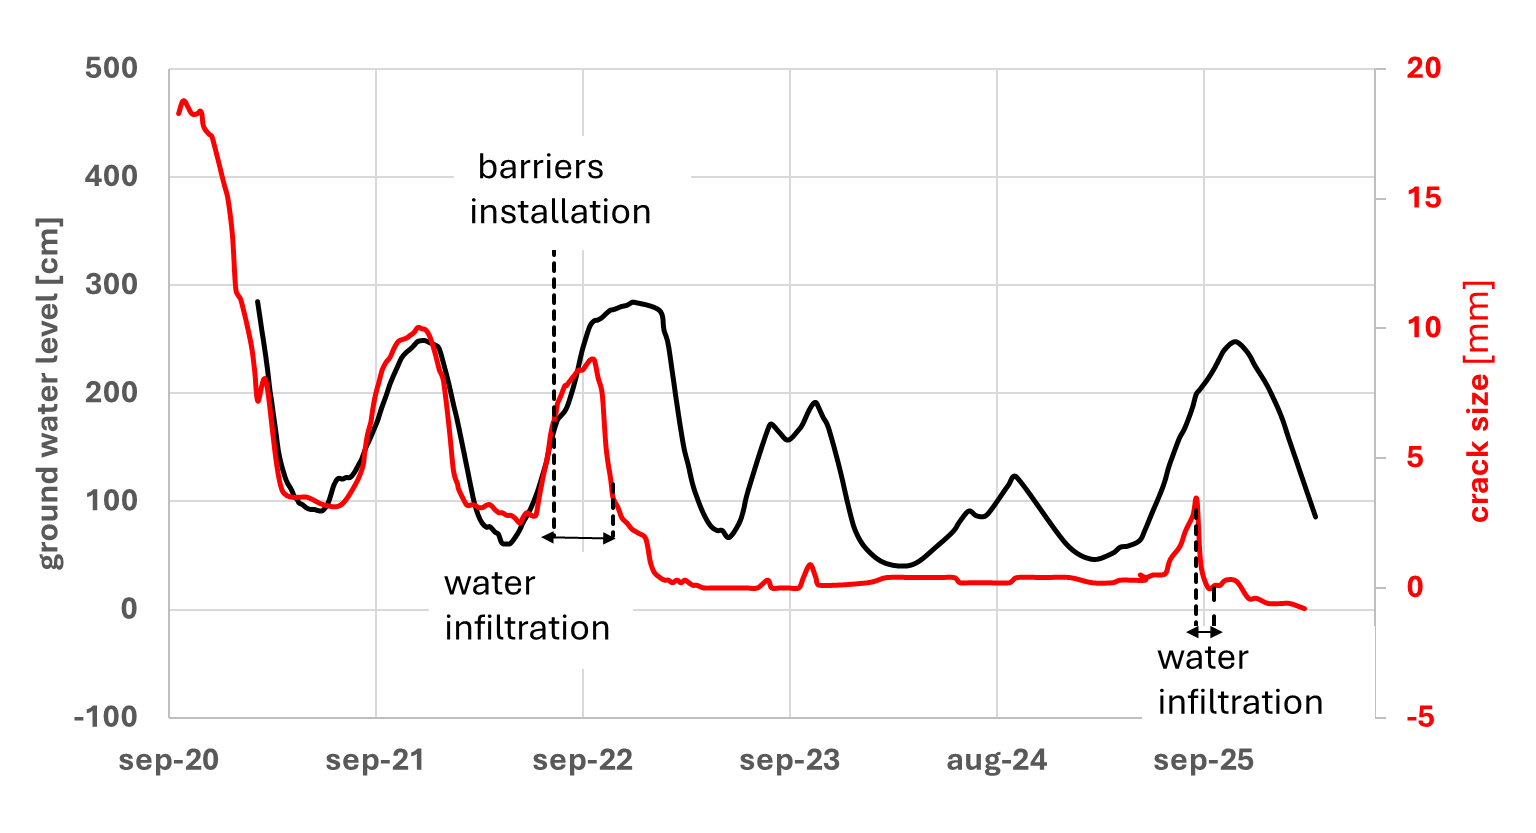 500
400
300
200
100
0
-100
ground water level [cm]
20
15
10
5
0
-5
crack size [mm]
barriers
installation
water
infiltration
water
infiltration
sep-20 sep-21 sep-22 sep-23 aug-24 sep-25